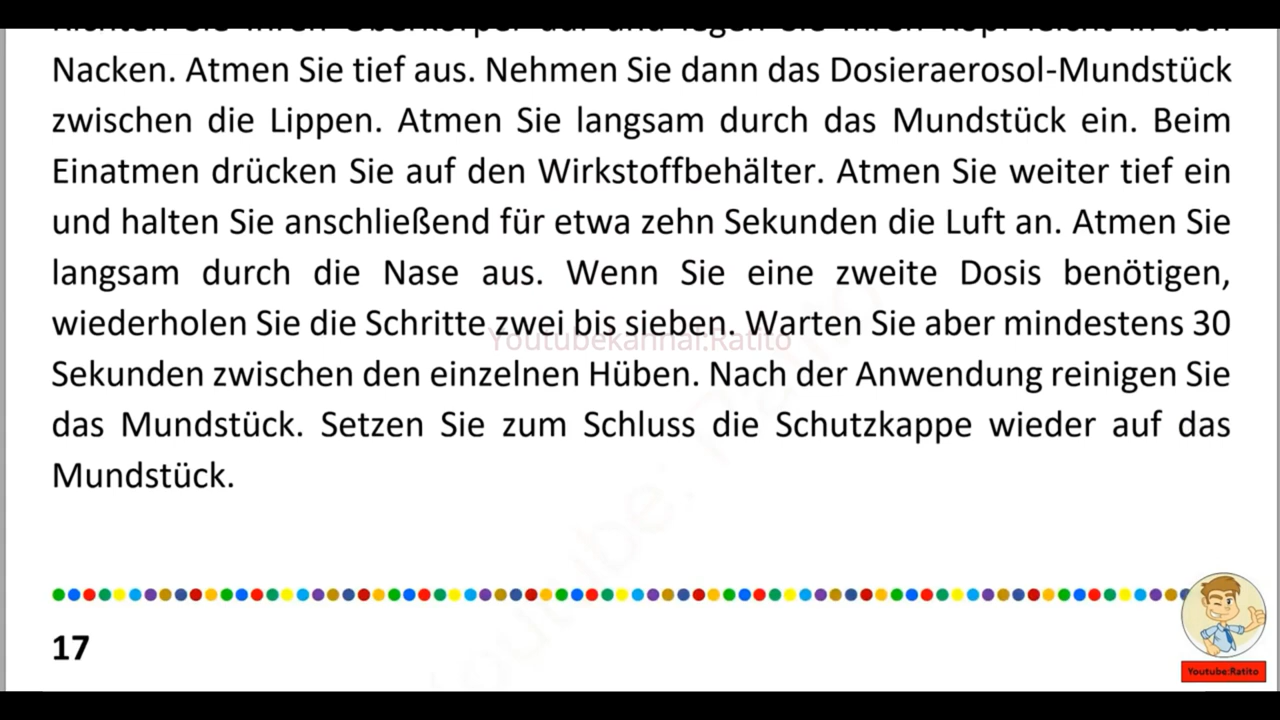 Nacken. Atmen Sie tief aus. Nehmen Sie dann das Dosieraerosol-Mundstück
zwischen die Lippen. Atmen Sie langsam durch das Mundstück ein. Beim
Einatmen drücken Sie auf den Wirkstoffbehälter. Atmen Sie weiter tief ein
und halten Sie anschließend für etwa zehn Sekunden die Luft an. Atmen Sie
langsam durch die Nase aus. Wenn Sie eine zweite Dosis benötigen,
wiederholen Sie die Schritte zwei bis sieben. Warten Sie aber mindestens 30
Youtubekannal:Ratito
Sekunden zwischen den einzelnen Hüben. Nach der Anwendung reinigen Sie
das Mundstück. Setzen Sie zum Schluss die Schutzkappe wieder auf das
Mundstück.
17
Youtube:Ratito